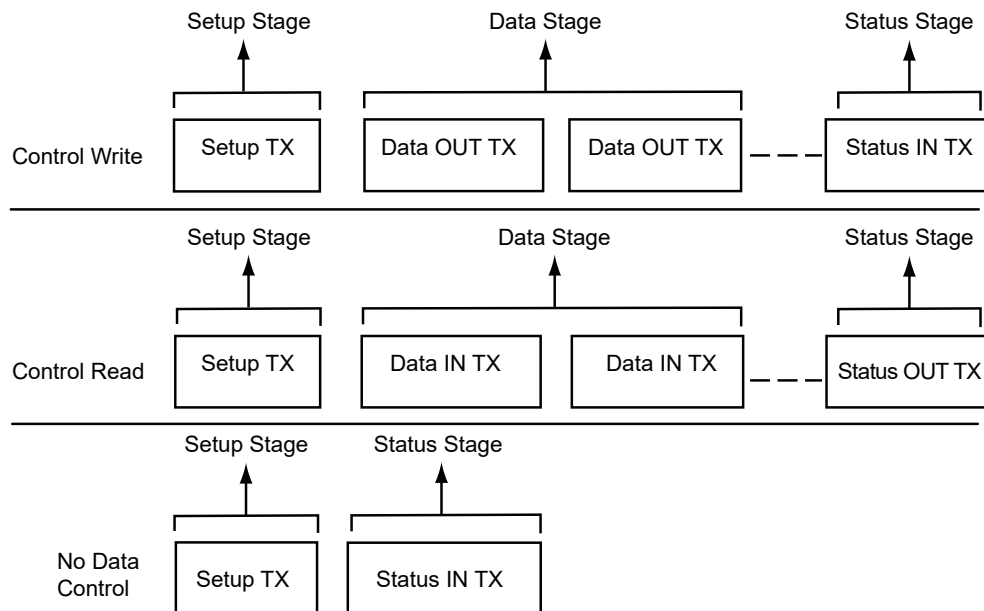 Setup Stage Data Stage Status Stage
Control Write Setup TX Data OUT TX Data OUT TX Status IN TX
Setup Stage Data Stage Status Stage
Control Read Setup TX Data IN TX Data IN TX Status OUT TX
Setup Stage Status Stage
No Data
Control Setup TX Status IN TX